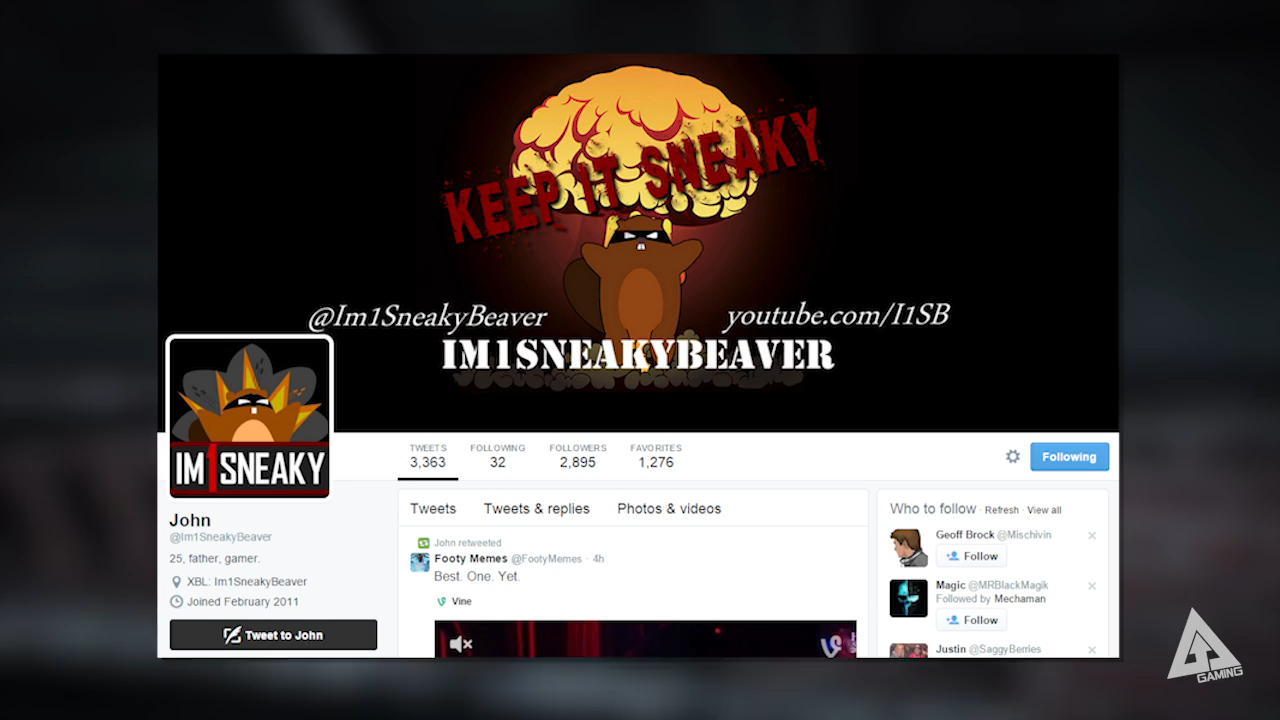 KEEP IT SNEAKY
@Im1SneakyBeaver
youtube.com/I1SB
IM1SNEAKYBEAVER
IM1SNEAKY
TWEETS
3,363
FOLLOWING
32
FOLLOWERS
2,895
FAVORITES
1,276
Following
John
@Im1SneakyBeaver
25, father, gamer.
XBL: Im1SneakyBeaver
Joined February 2011
Tweet to John
Tweets Tweets & replies Photos & videos
John retweeted
Footy Memes @FootyMemes · 4h
Best. One. Yet.
Vine
Who to follow · Refresh · View all
Geoff Brock @Mischivin
Follow
Magic @MRBlackMagik
Followed by Mechaman
Follow
Justin @SaggyBerries
GAMING